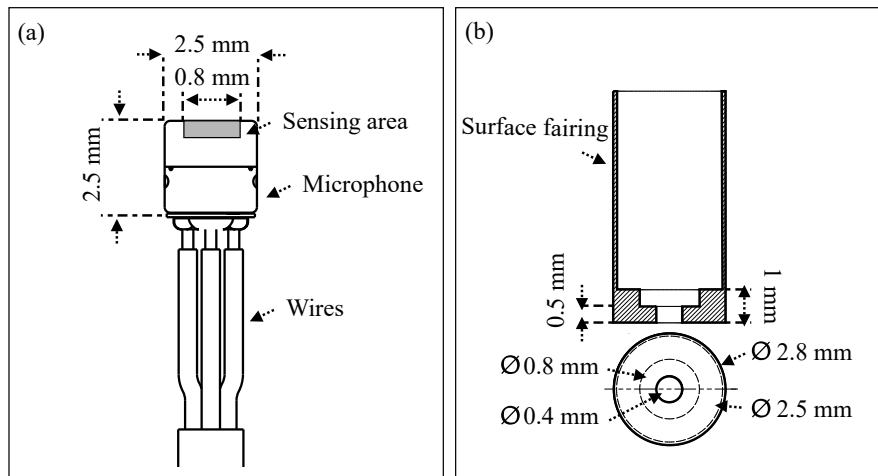 (a)
2.5 mm
0.8 mm
Sensing area
2.5 mm
Microphone
Wires
(b)
Surface fairing
0.5 mm
1 mm
Ø 0.8 mm
Ø 2.8 mm
Ø 0.4 mm
Ø 2.5 mm